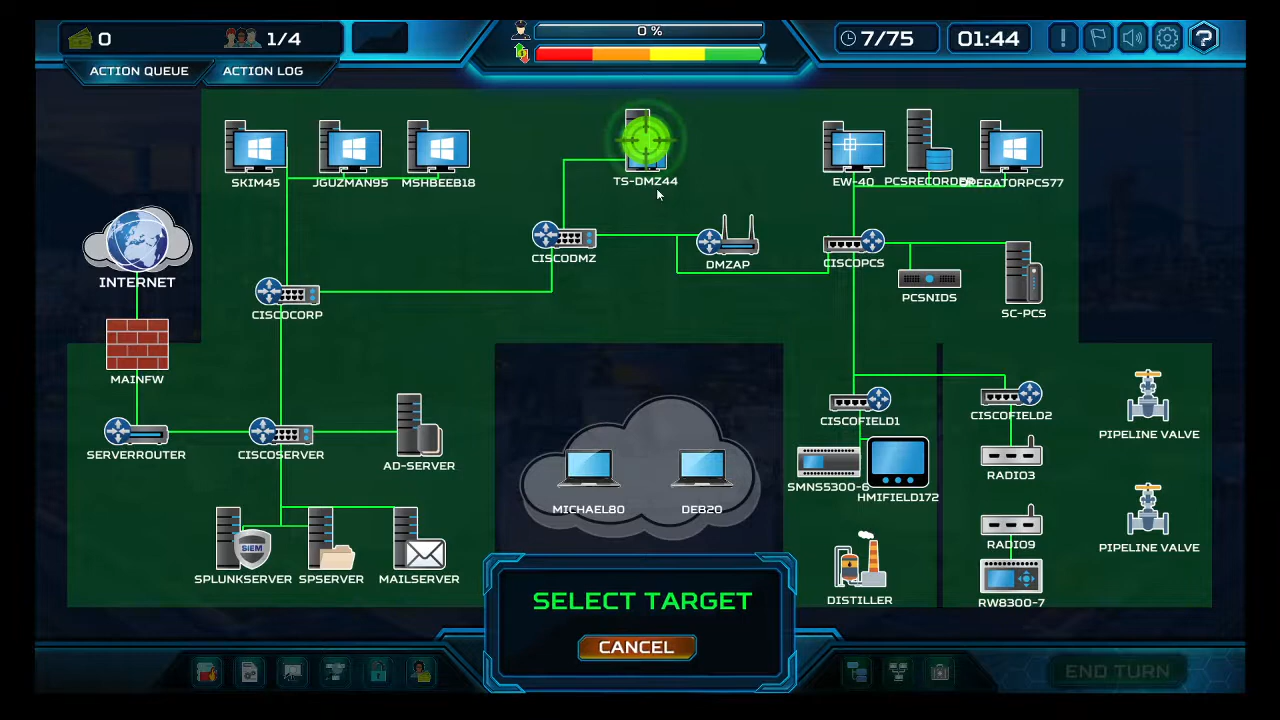 0
1/4
0 %
7/75
01:44
?
ACTION QUEUE
ACTION LOG
SKIM45
JGUZMAN95
MSHBEEB18
TS-DMZ44
EW-40
PCSRECORDER
OPERATORPCS77
INTERNET
CISCODMZ
DMZAP
CISCOPCS
PCSNIDS
SC-PCS
CISCOCORP
MAINFW
SERVERROUTER
CISCOSERVER
AD-SERVER
CISCOFIELD1
CISCOFIELD2
PIPELINE VALVE
RADIO3
SMNS5300-6
HMIFIELD172
MICHAEL80
DEB20
RADIO9
PIPELINE VALVE
SIEM
SPLUNKSERVER
SPSERVER
MAILSERVER
DISTILLER
RW8300-7
SELECT TARGET
CANCEL
END TURN